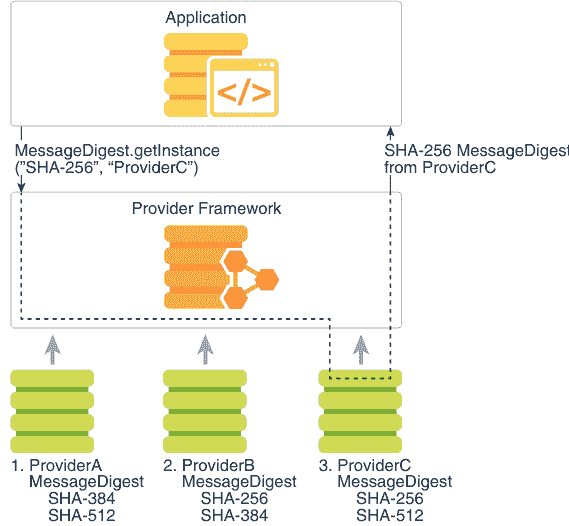 Application
</>
MessageDigest.getInstance
("SHA-256", “ProviderC”)
SHA-256 MessageDigest
from ProviderC
Provider Framework
1. ProviderA
MessageDigest
SHA-384
SHA-512
2. ProviderB
MessageDigest
SHA-256
SHA-384
3. ProviderC
MessageDigest
SHA-256
SHA-512